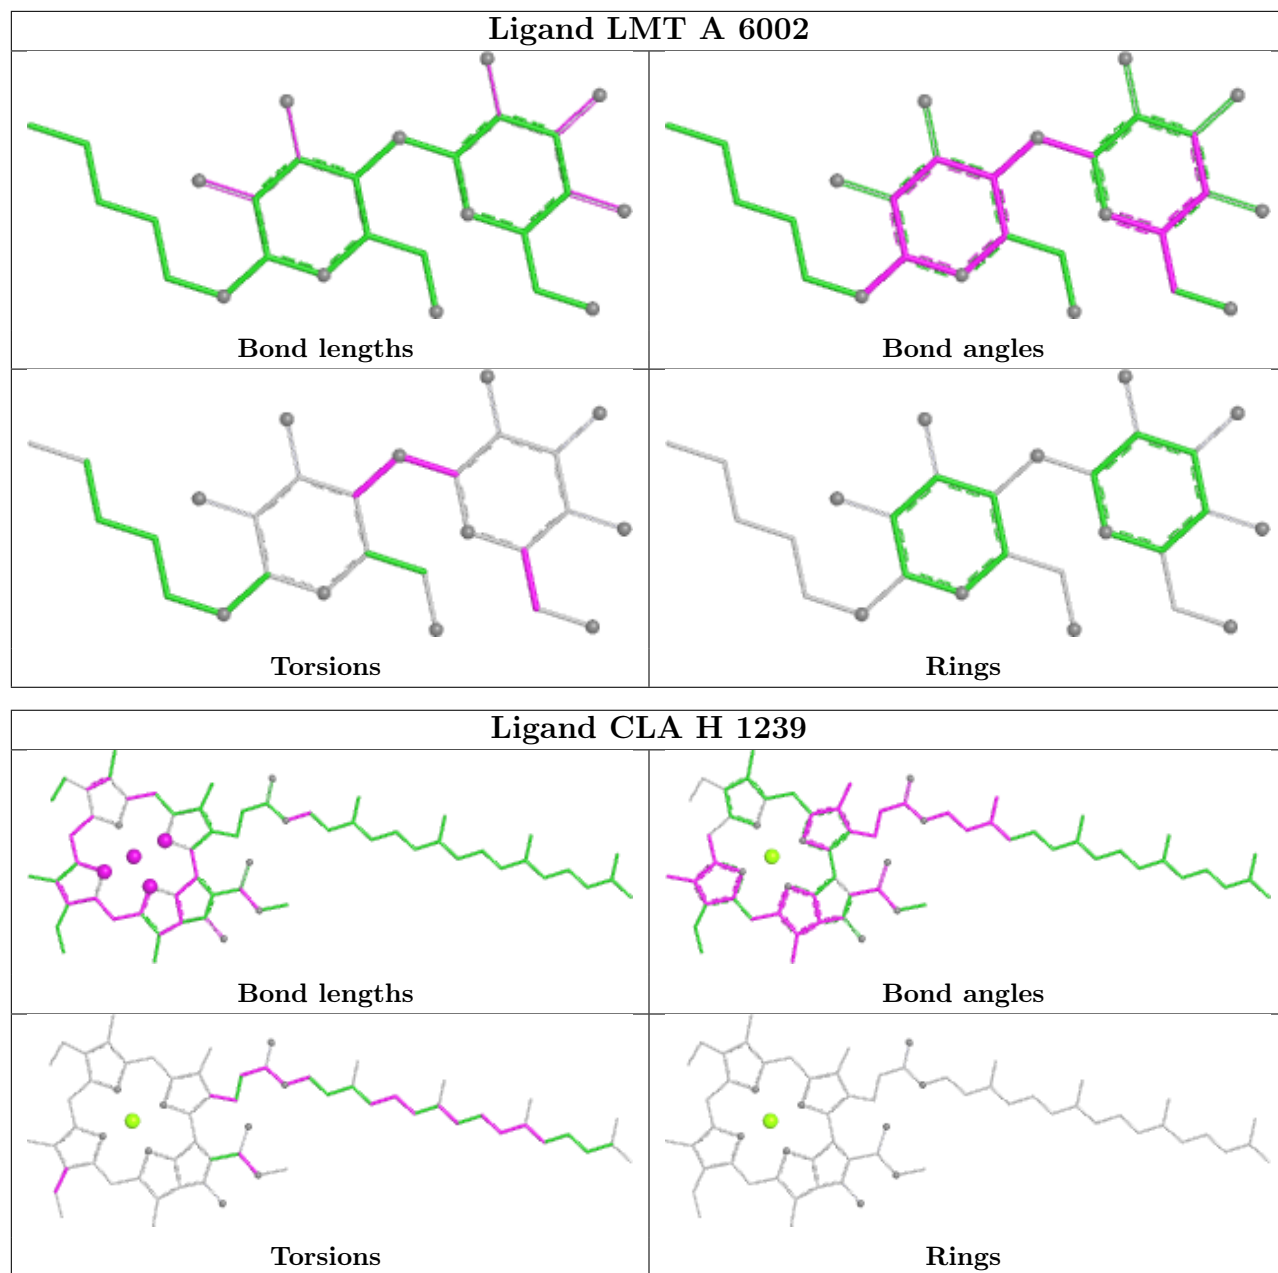 Ligand LMT A 6002
Bond lengths
Bond angles
Torsions
Rings
Ligand CLA H 1239
Bond lengths
Bond angles
Torsions
Rings